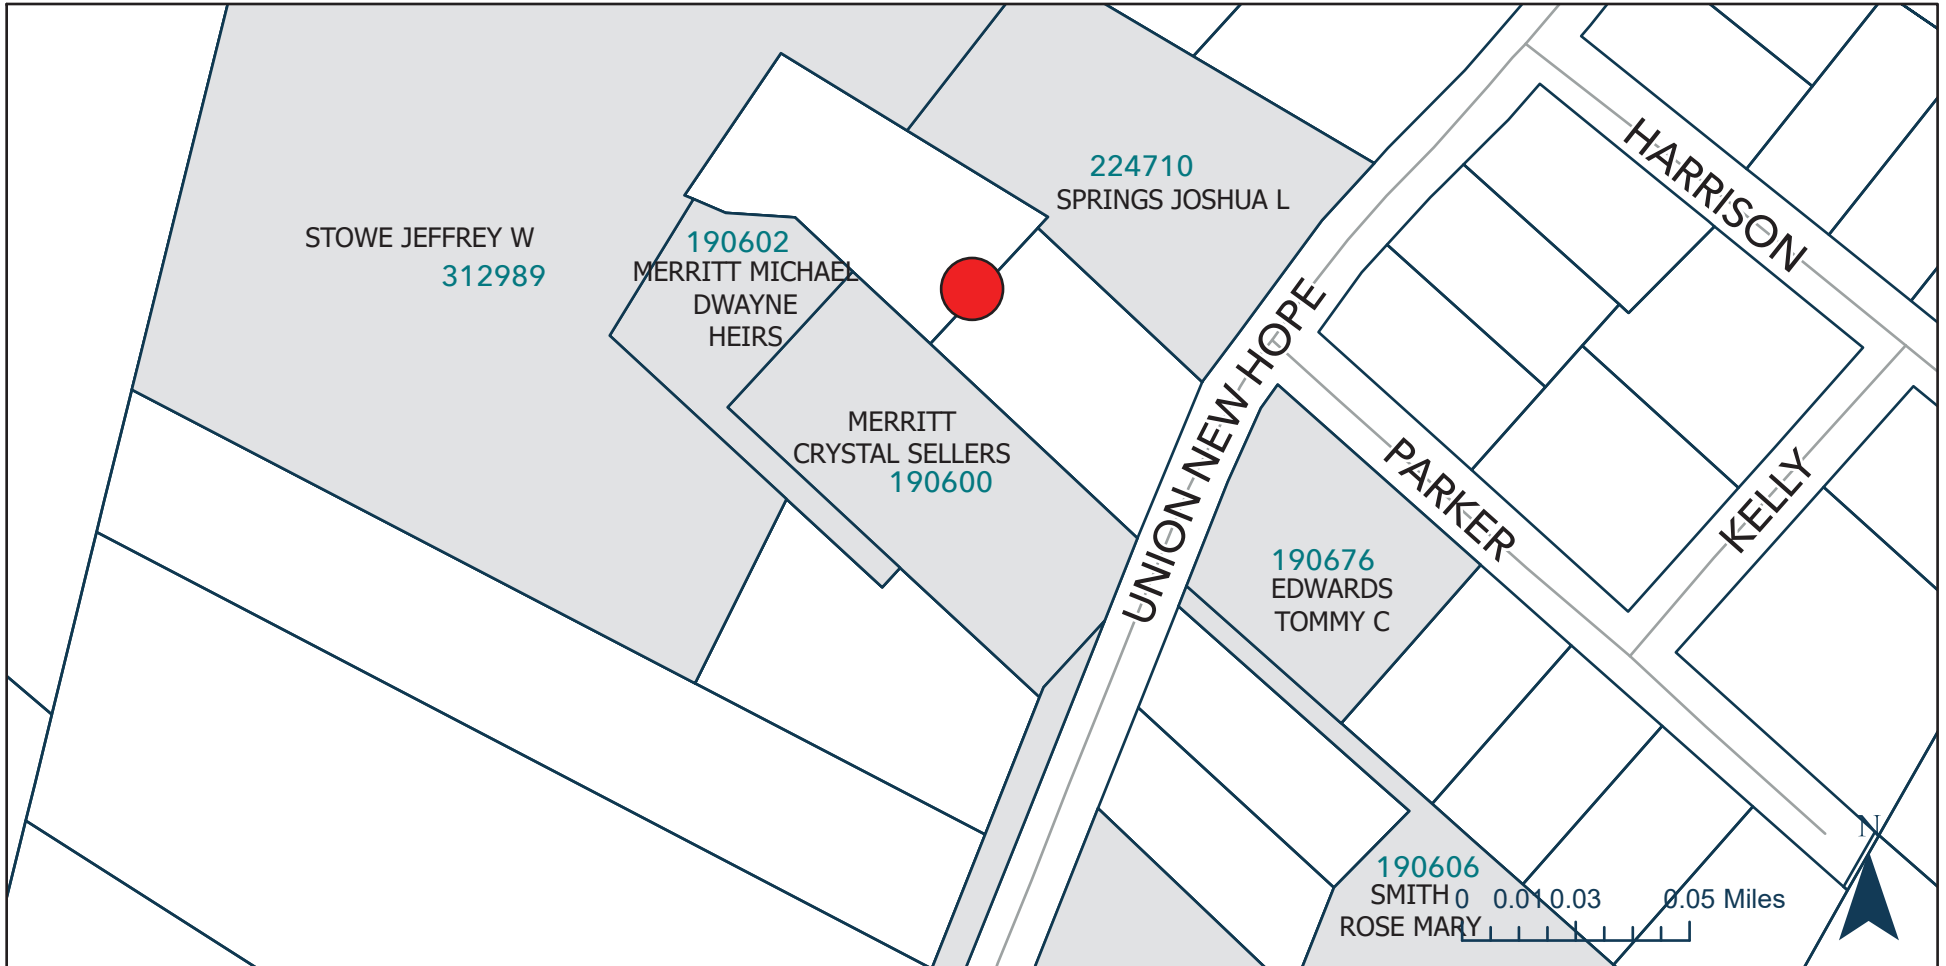 HARRISON
224710
SPRINGS JOSHUA L
STOWE JEFFREY W
312989
190602
MERRITT MICHAEL
DWAYNE
HEIRS
UNION NEW HOPE
MERRITT
CRYSTAL SELLERS
190600
PARKER
KELLY
190676
EDWARDS
TOMMY C
N
190606
SMITH
ROSE MARY
0 0.01 0.03 0.05 Miles